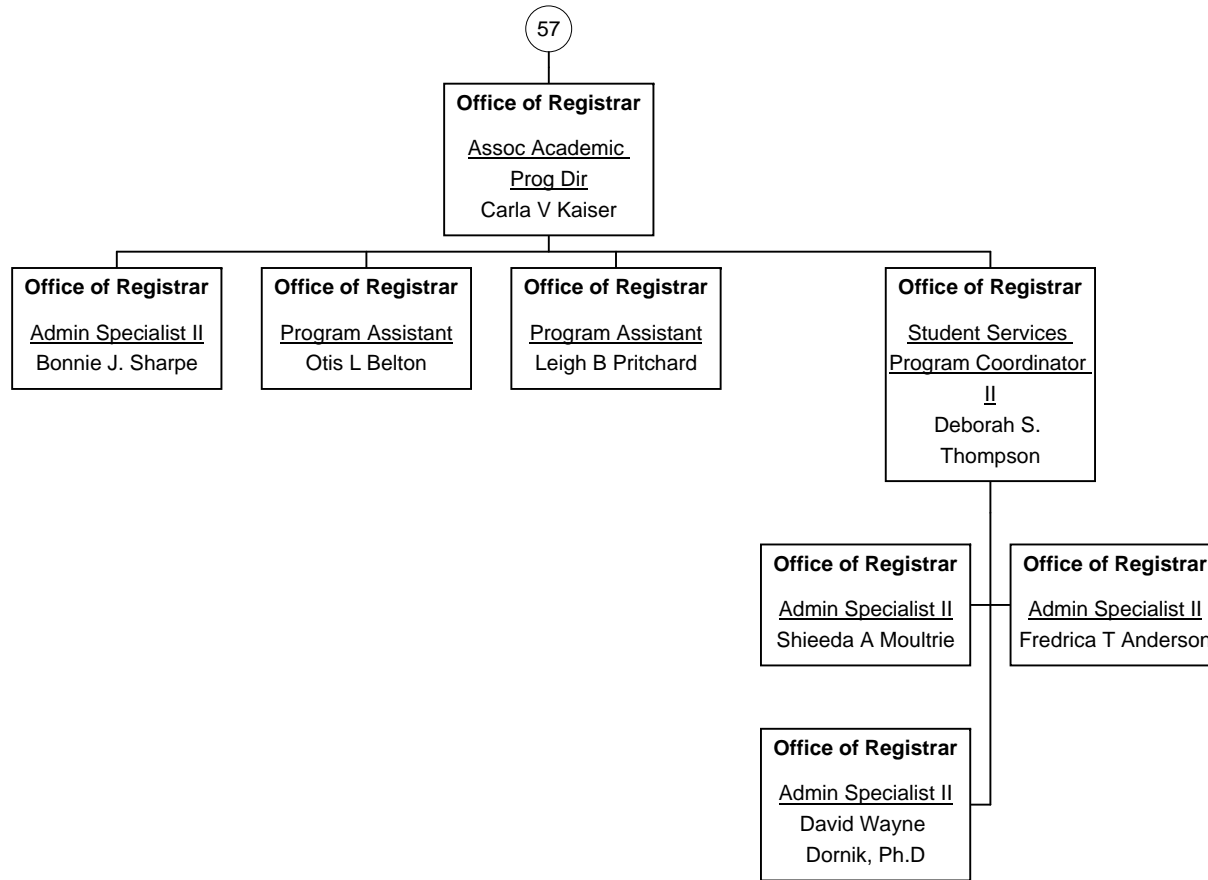 57
Office of Registrar
Assoc Academic
Prog Dir
Carla V Kaiser
Office of Registrar
Admin Specialist II
Bonnie J. Sharpe
Office of Registrar
Program Assistant
Otis L Belton
Office of Registrar
Program Assistant
Leigh B Pritchard
Office of Registrar
Student Services
Program Coordinator
II
Deborah S.
Thompson
Office of Registrar
Admin Specialist II
Shieeda A Moultrie
Office of Registrar
Admin Specialist II
Fredrica T Anderson
Office of Registrar
Admin Specialist II
David Wayne
Dornik, Ph.D